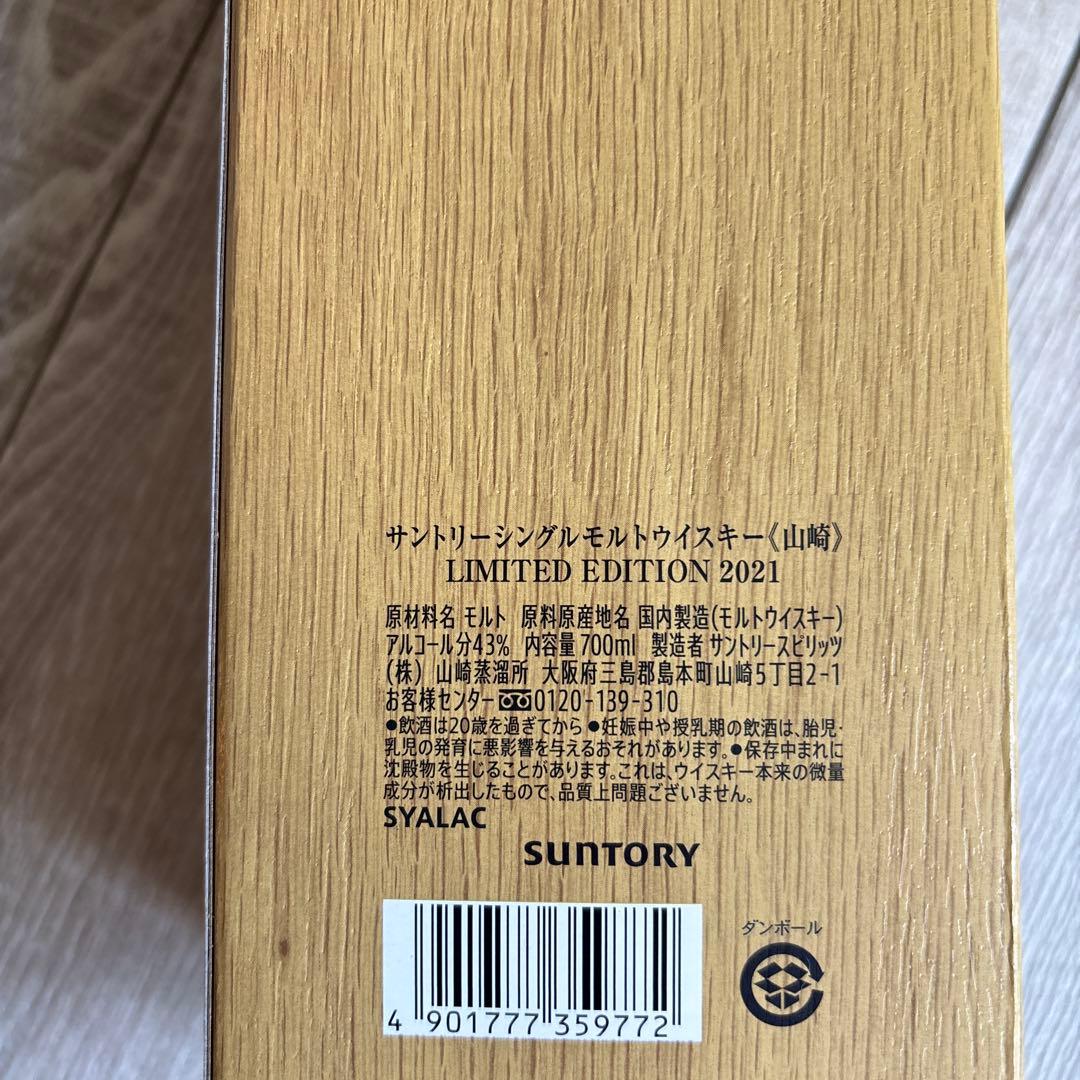 サントリーシングルモルトウイスキー《山崎》
LIMITED EDITION 2021
原材料名 モルト 原料原産地名 国内製造(モルトウイスキー)
アルコール分43% 内容量700ml 製造者 サントリースピリッツ
(株) 山崎蒸溜所 大阪府三島郡島本町山崎5丁目2-1
お客様センター 0120-139-310
●飲酒は20歳を過ぎてから ●妊娠中や授乳期の飲酒は、胎児・
乳児の発育に悪影響を与えるおそれがあります。●保存中まれに
沈殿物を生じることがあります。これは、ウイスキー本来の微量
成分が析出したもので、品質上問題ございません。
SYALAC
SUNTORY
ダンボール
4 901777 359772